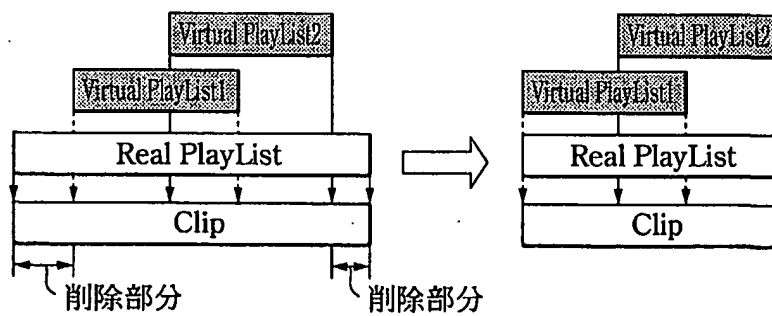 Virtual PlayList2
Virtual PlayList1
Real PlayList
Clip
削除部分
削除部分
Virtual PlayList2
Virtual PlayList1
Real PlayList
Clip